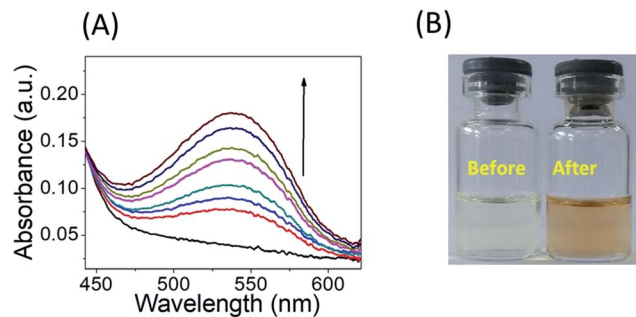 (A)
(B)
Absorbance (a.u.)
0.20
0.15
0.10
0.05
450
500
550
600
Wavelength (nm)
Before
After